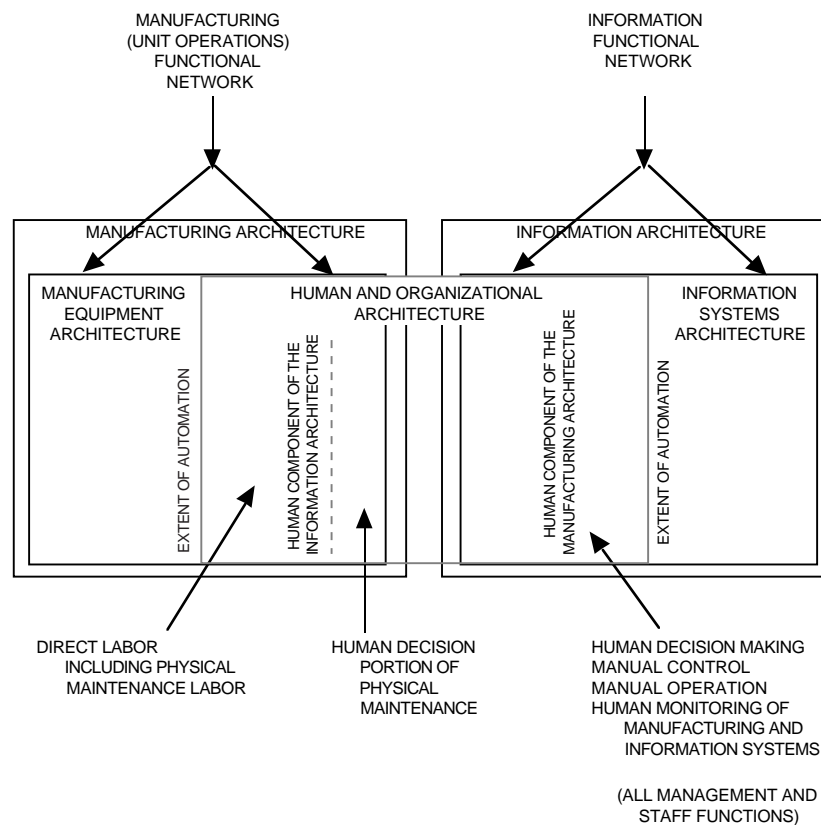 MANUFACTURING
(UNIT OPERATIONS)
FUNCTIONAL
NETWORK
INFORMATION
FUNCTIONAL
NETWORK
MANUFACTURING ARCHITECTURE
INFORMATION ARCHITECTURE
MANUFACTURING
EQUIPMENT
ARCHITECTURE
HUMAN AND ORGANIZATIONAL
ARCHITECTURE
INFORMATION
SYSTEMS
ARCHITECTURE
EXTENT OF AUTOMATION
HUMAN COMPONENT OF THE
INFORMATION ARCHITECTURE
HUMAN COMPONENT OF THE
MANUFACTURING ARCHITECTURE
EXTENT OF AUTOMATION
DIRECT LABOR
INCLUDING PHYSICAL
MAINTENANCE LABOR
HUMAN DECISION
PORTION OF
PHYSICAL
MAINTENANCE
HUMAN DECISION MAKING
MANUAL CONTROL
MANUAL OPERATION
HUMAN MONITORING OF
MANUFACTURING AND
INFORMATION SYSTEMS
(ALL MANAGEMENT AND
STAFF FUNCTIONS)